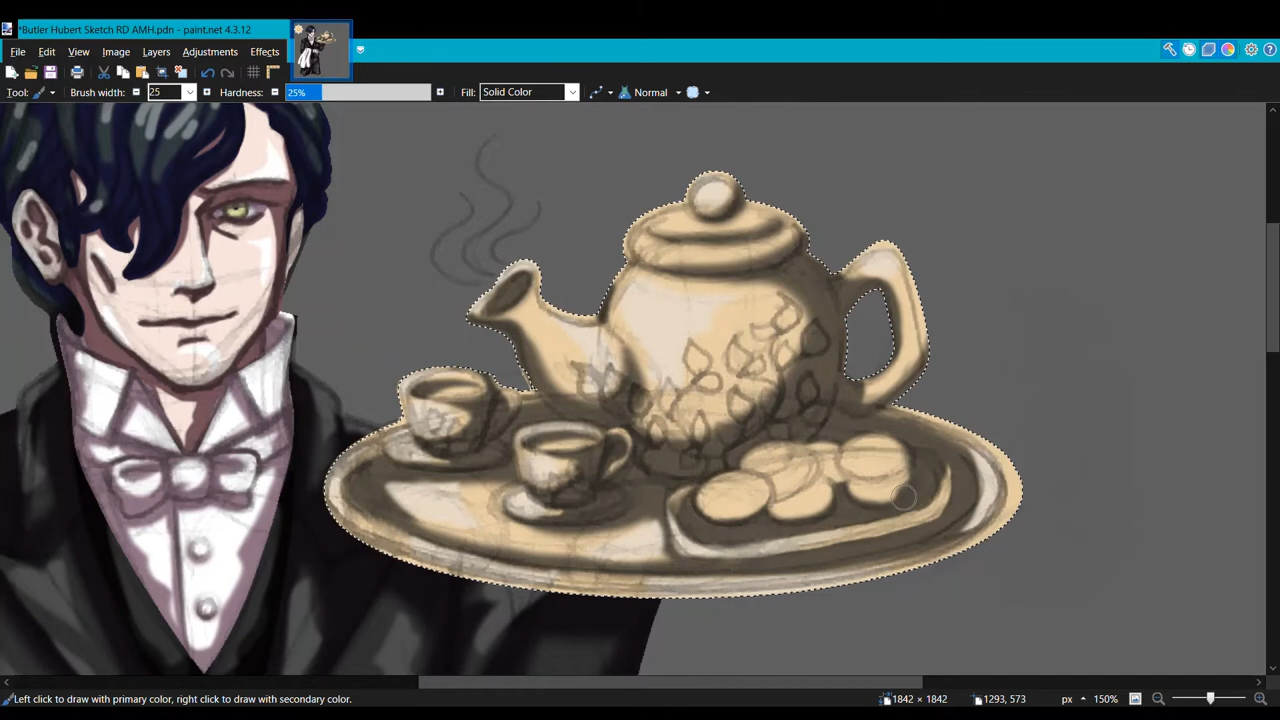 *Butler Hubert Sketch RD AMH.pdn - paint.net 4.3.12
File Edit View Image Layers Adjustments Effects
Tool: Brush width: 25 Hardness: 25% Fill: Solid Color Normal
Left click to draw with primary color, right click to draw with secondary color. 1842 × 1842 1293, 573 px 150%